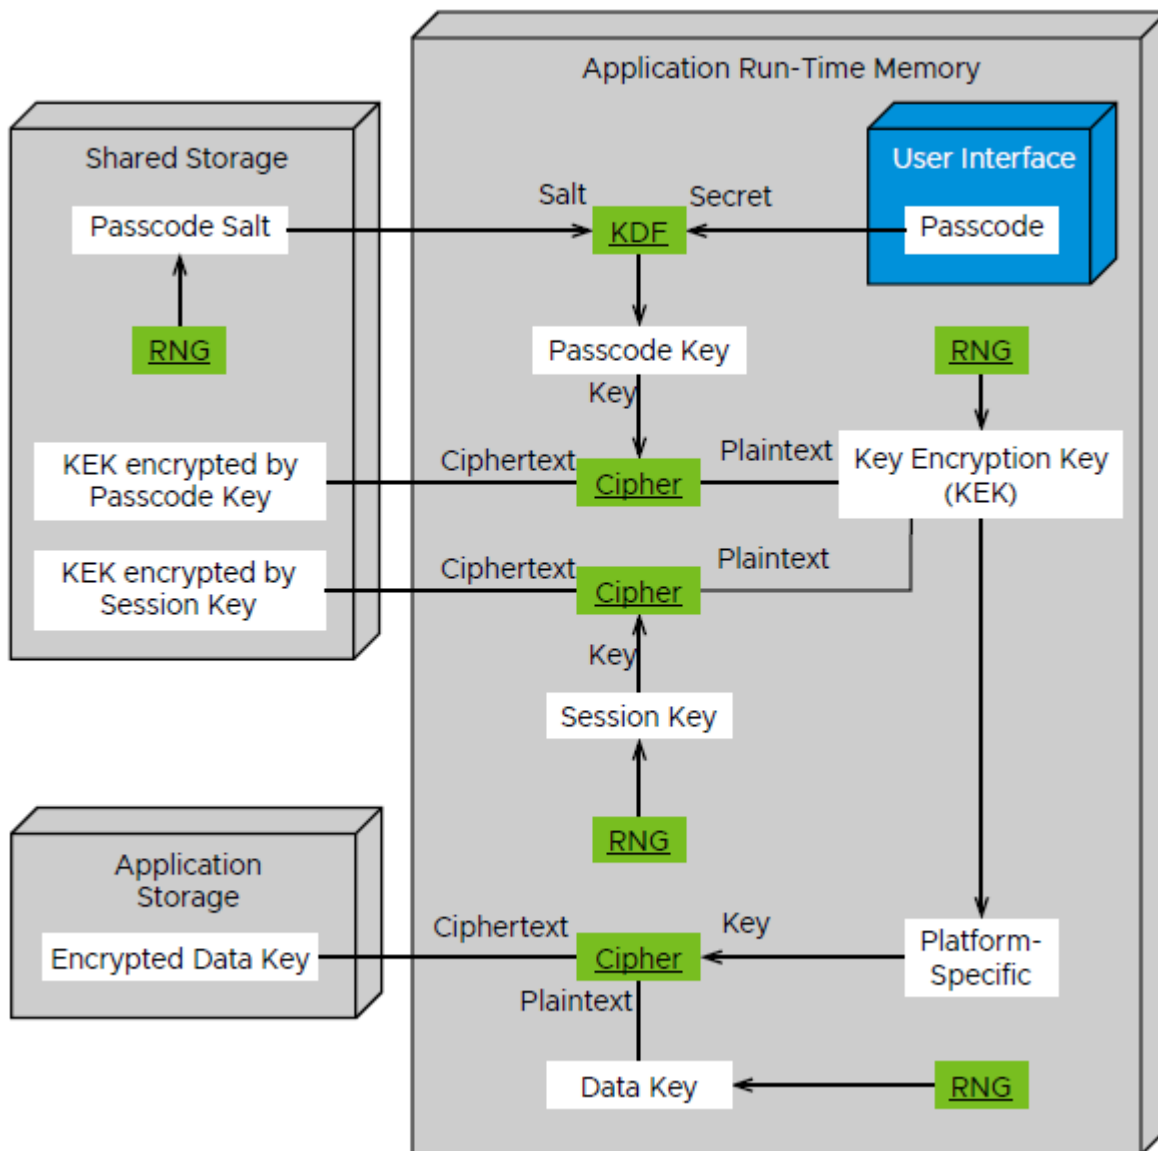 Application Run-Time Memory
Shared Storage
User Interface
Salt
Secret
Passcode Salt
KDF
Passcode
RNG
Passcode Key
RNG
Key
KEK encrypted by
Passcode Key
Ciphertext
Cipher
Plaintext
Key Encryption Key
(KEK)
KEK encrypted by
Session Key
Ciphertext
Cipher
Plaintext
Key
Session Key
RNG
Application
Storage
Encrypted Data Key
Ciphertext
Cipher
Key
Platform-
Specific
Plaintext
Data Key
RNG